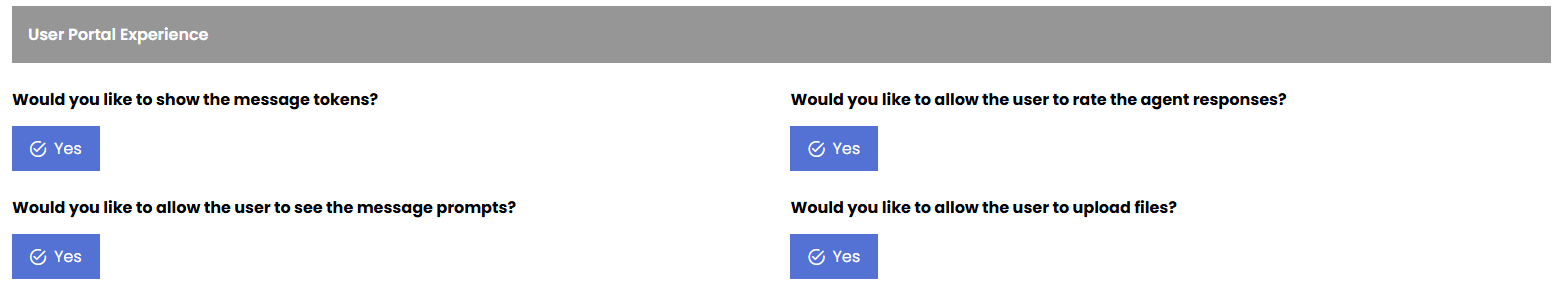 User Portal Experience
Would you like to show the message tokens?
Would you like to allow the user to rate the agent responses?
Yes
Yes
Would you like to allow the user to see the message prompts?
Would you like to allow the user to upload files?
Yes
Yes